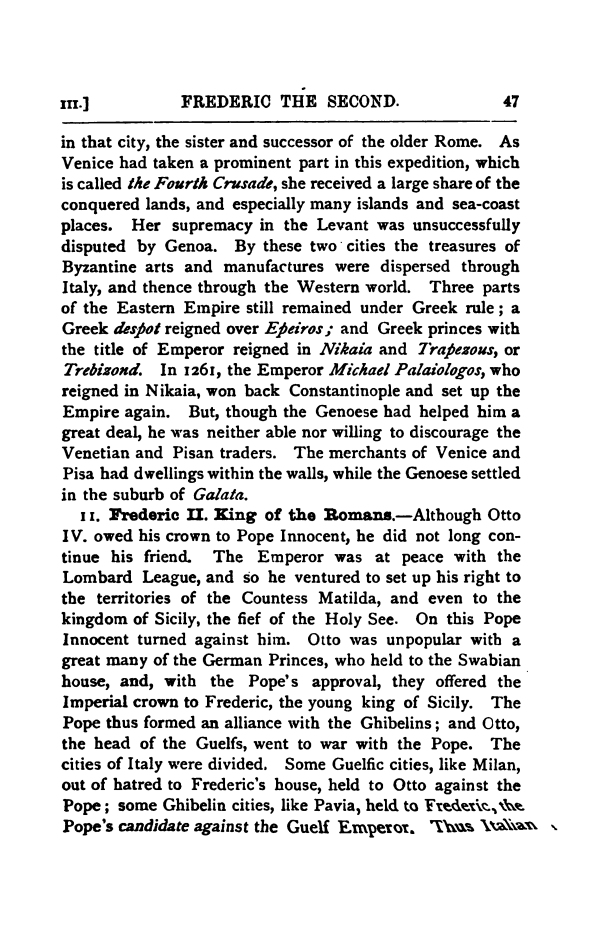 III.] FREDERIC THE SECOND. 47
in that city, the sister and successor of the older Rome. As
Venice had taken a prominent part in this expedition, which
is called the Fourth Crusade, she received a large share of the
conquered lands, and especially many islands and sea-coast
places. Her supremacy in the Levant was unsuccessfully
disputed by Genoa. By these two cities the treasures of
Byzantine arts and manufactures were dispersed through
Italy, and thence through the Western world. Three parts
of the Eastern Empire still remained under Greek rule; a
Greek despot reigned over Epeiros; and Greek princes with
the title of Emperor reigned in Nikaia and Trapezous, or
Trebizond. In 1261, the Emperor Michael Palaiologos, who
reigned in Nikaia, won back Constantinople and set up the
Empire again. But, though the Genoese had helped him a
great deal, he was neither able nor willing to discourage the
Venetian and Pisan traders. The merchants of Venice and
Pisa had dwellings within the walls, while the Genoese settled
in the suburb of Galata.
11. Frederic II. King of the Romans.—Although Otto
IV. owed his crown to Pope Innocent, he did not long con-
tinue his friend. The Emperor was at peace with the
Lombard League, and so he ventured to set up his right to
the territories of the Countess Matilda, and even to the
kingdom of Sicily, the fief of the Holy See. On this Pope
Innocent turned against him. Otto was unpopular with a
great many of the German Princes, who held to the Swabian
house, and, with the Pope's approval, they offered the
Imperial crown to Frederic, the young king of Sicily. The
Pope thus formed an alliance with the Ghibelins; and Otto,
the head of the Guelfs, went to war with the Pope. The
cities of Italy were divided. Some Guelfic cities, like Milan,
out of hatred to Frederic's house, held to Otto against the
Pope; some Ghibelin cities, like Pavia, held to Frederic, the
Pope's candidate against the Guelf Emperor. Thus Italian